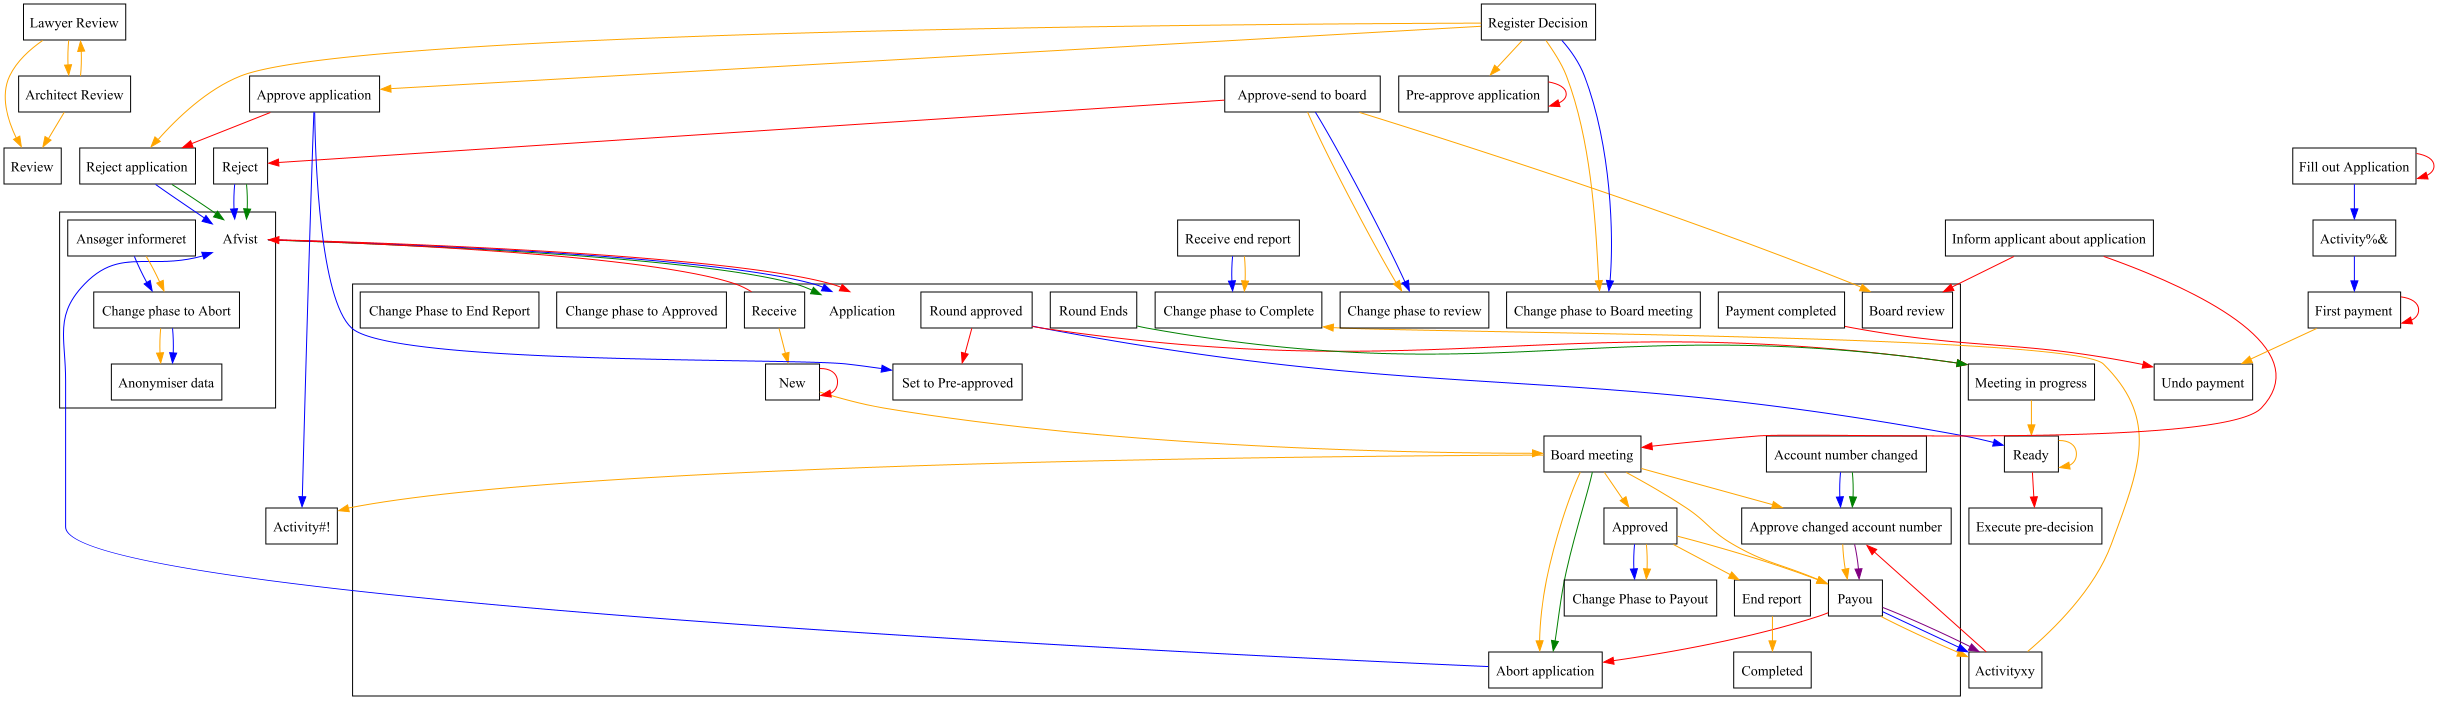 Lawyer Review
Register Decision
Architect Review
Approve application
Approve-send to board
Pre-approve application
Review
Reject application
Reject
Fill out Application
Ansøger informeret
Afvist
Receive end report
Inform applicant about application
Activity%&
Change phase to Abort
Change Phase to End Report
Change phase to Approved
Receive
Application
Round approved
Round Ends
Change phase to Complete
Change phase to review
Change phase to Board meeting
Payment completed
Board review
First payment
Anonymiser data
New
Set to Pre-approved
Meeting in progress
Undo payment
Board meeting
Account number changed
Ready
Activity#!
Approved
Approve changed account number
Execute pre-decision
Change Phase to Payout
End report
Payou
Abort application
Completed
Activityxy